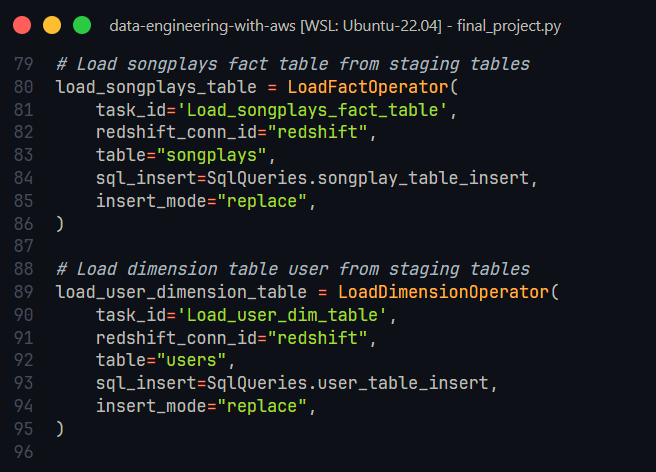 data-engineering-with-aws [WSL: Ubuntu-22.04] - final_project.py
79 # Load songplays fact table from staging tables
80 load_songplays_table = LoadFactOperator(
81     task_id='Load_songplays_fact_table',
82     redshift_conn_id="redshift",
83     table="songplays",
84     sql_insert=SqlQueries.songplay_table_insert,
85     insert_mode="replace",
86 )
87
88 # Load dimension table user from staging tables
89 load_user_dimension_table = LoadDimensionOperator(
90     task_id='Load_user_dim_table',
91     redshift_conn_id="redshift",
92     table="users",
93     sql_insert=SqlQueries.user_table_insert,
94     insert_mode="replace",
95 )
96